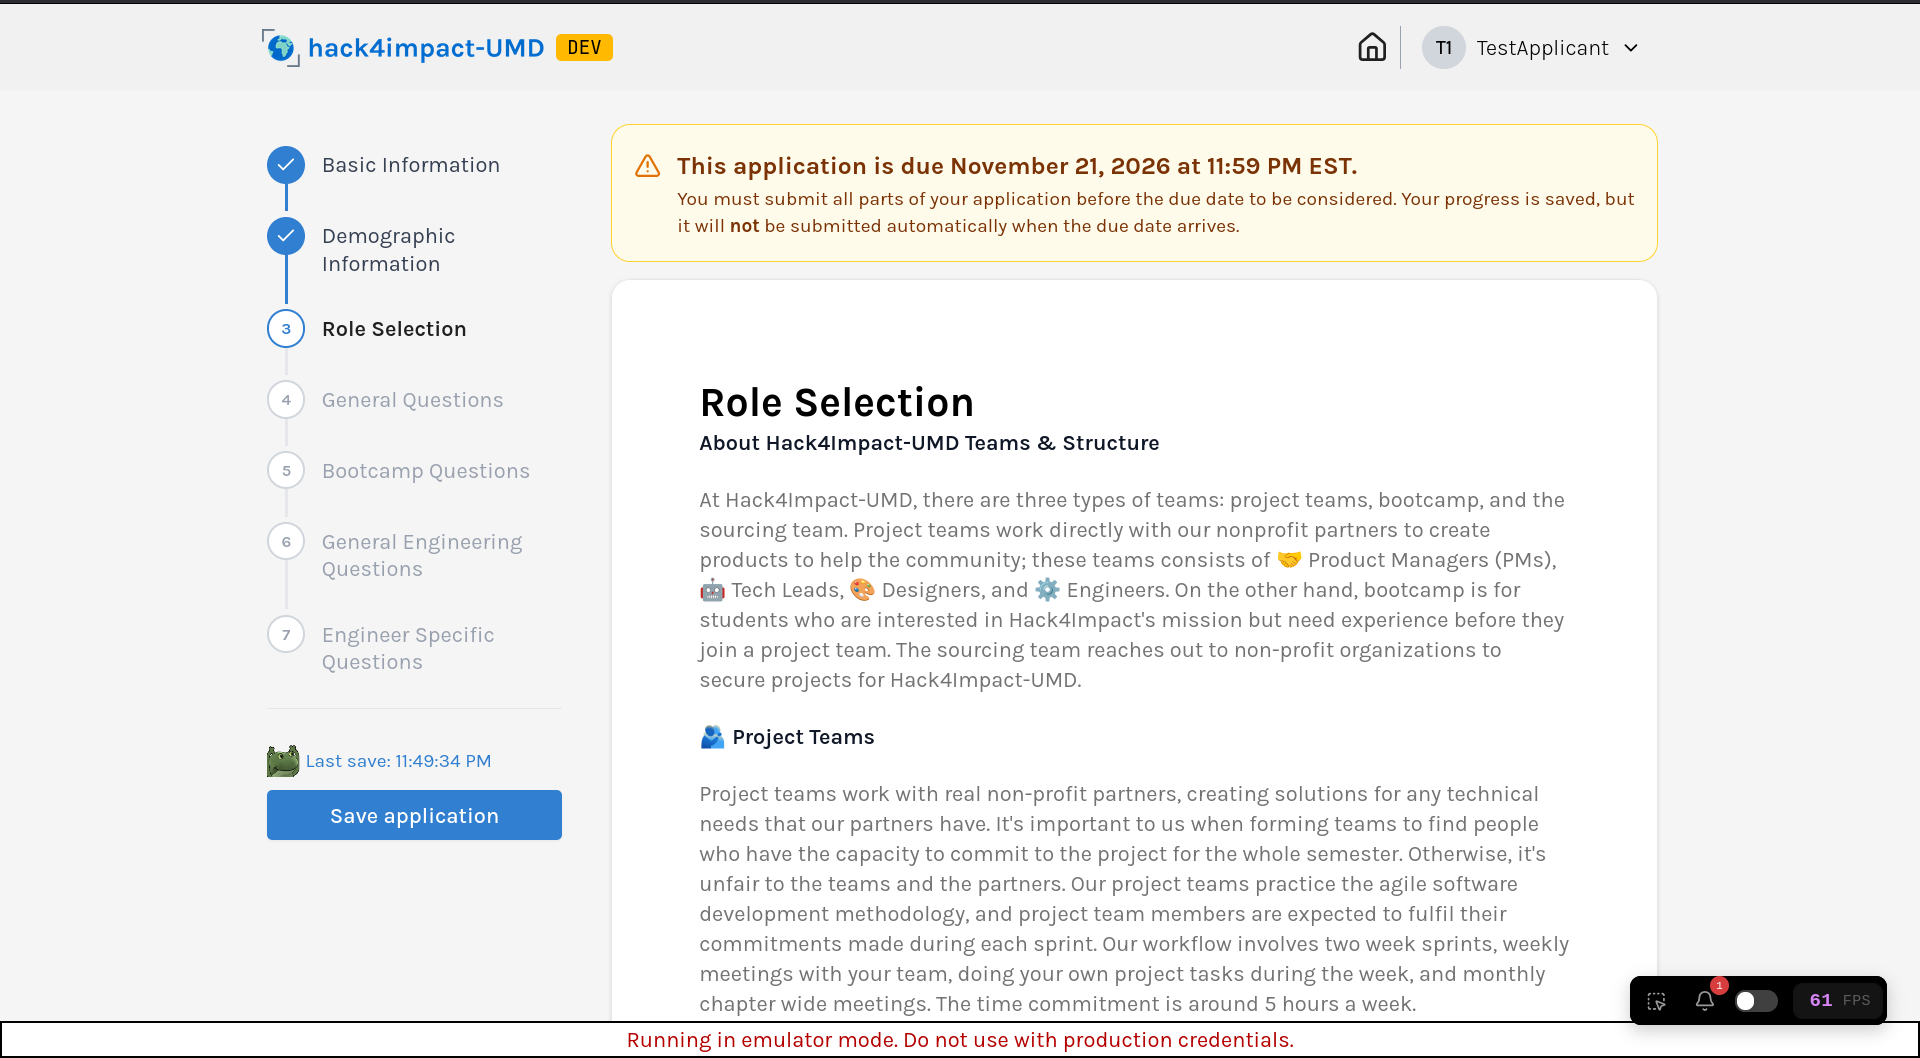 hack4impact-UMD DEV
T1 TestApplicant
Basic Information
Demographic
Information
3 Role Selection
4 General Questions
5 Bootcamp Questions
6 General Engineering
Questions
7 Engineer Specific
Questions
Last save: 11:49:34 PM
Save application
This application is due November 21, 2026 at 11:59 PM EST.
You must submit all parts of your application before the due date to be considered. Your progress is saved, but
it will not be submitted automatically when the due date arrives.
Role Selection
About Hack4Impact-UMD Teams & Structure
At Hack4Impact-UMD, there are three types of teams: project teams, bootcamp, and the
sourcing team. Project teams work directly with our nonprofit partners to create
products to help the community; these teams consists of 🤝 Product Managers (PMs),
🤖 Tech Leads, 🎨 Designers, and ⚙️ Engineers. On the other hand, bootcamp is for
students who are interested in Hack4Impact's mission but need experience before they
join a project team. The sourcing team reaches out to non-profit organizations to
secure projects for Hack4Impact-UMD.
🫂 Project Teams
Project teams work with real non-profit partners, creating solutions for any technical
needs that our partners have. It's important to us when forming teams to find people
who have the capacity to commit to the project for the whole semester. Otherwise, it's
unfair to the teams and the partners. Our project teams practice the agile software
development methodology, and project team members are expected to fulfil their
commitments made during each sprint. Our workflow involves two week sprints, weekly
meetings with your team, doing your own project tasks during the week, and monthly
chapter wide meetings. The time commitment is around 5 hours a week.
1
61 FPS
Running in emulator mode. Do not use with production credentials.